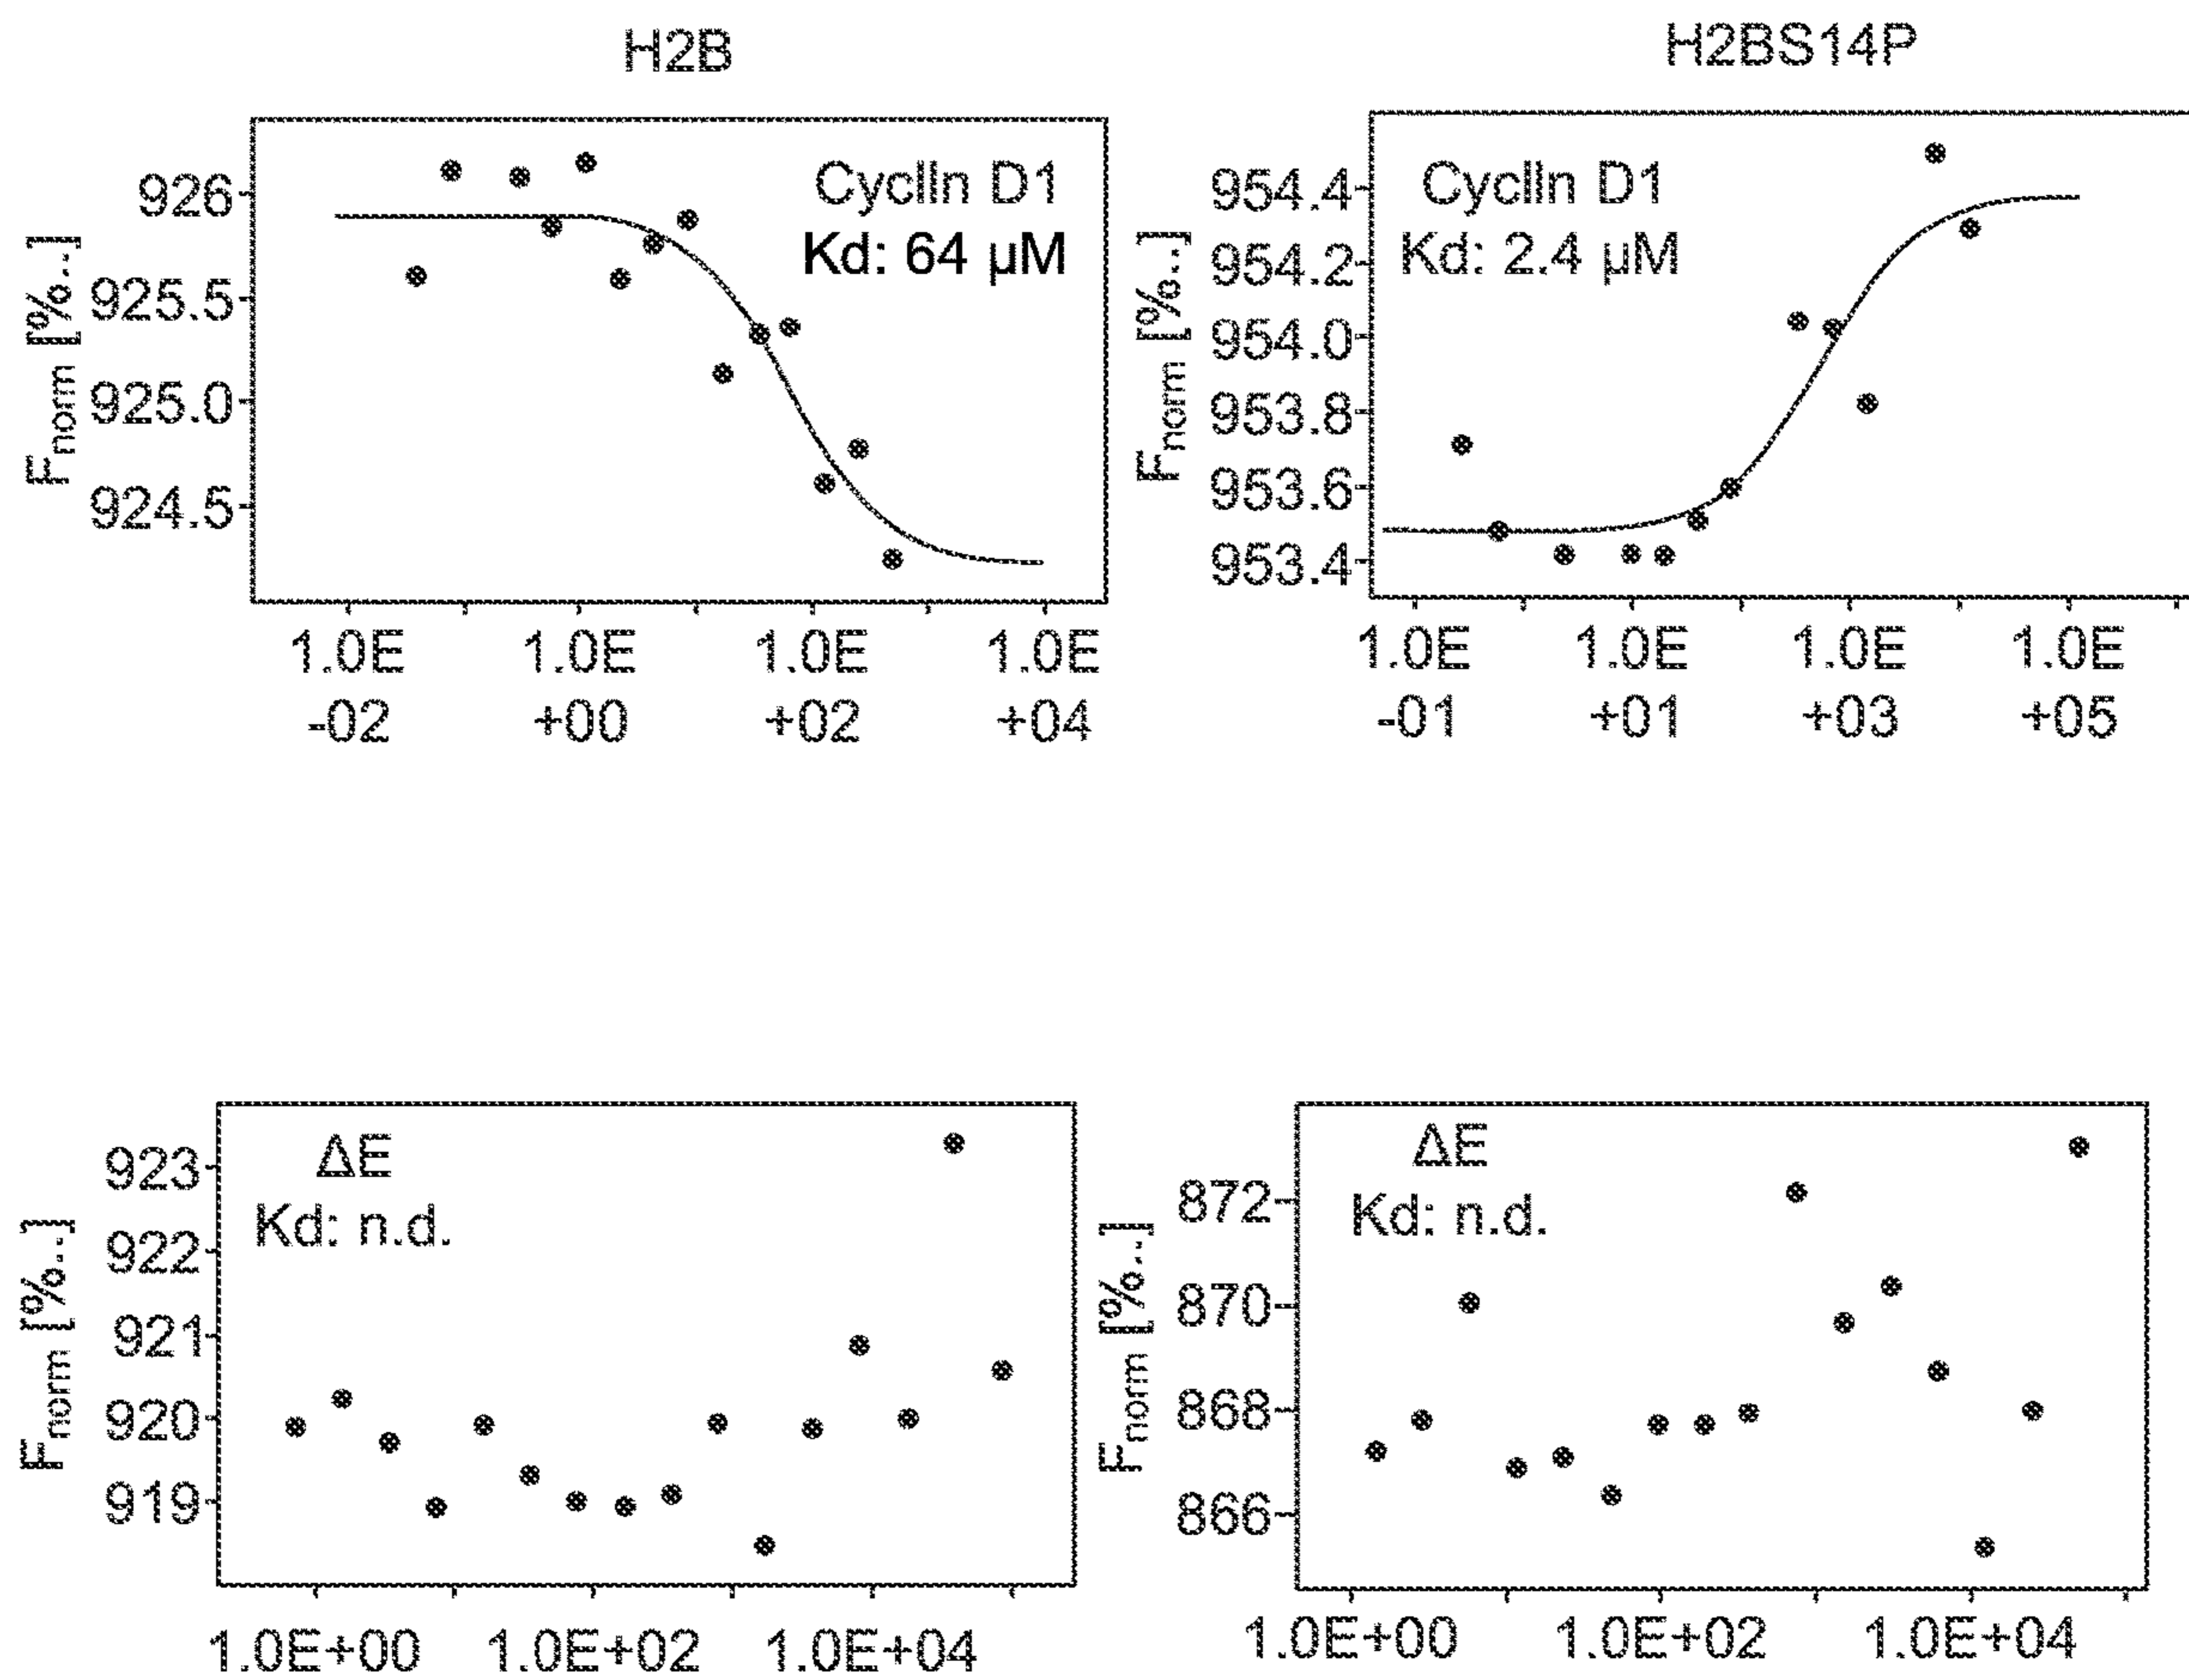 H2B
H2BS14P
Fnorm [%..]
926
925.5
925.0
924.5
CyclIn D1
Kd: 64 µM
1.0E -02
1.0E +00
1.0E +02
1.0E +04
Fnorm [%..]
954.4
954.2
954.0
953.8
953.6
953.4
CyclIn D1
Kd: 2.4 µM
1.0E -01
1.0E +01
1.0E +03
1.0E +05
Fnorm [%..]
923
922
921
920
919
ΔE
Kd: n.d.
1.0E+00 1.0E+02 1.0E+04
Fnorm [%..]
872
870
868
866
ΔE
Kd: n.d.
1.0E+00 1.0E+02 1.0E+04